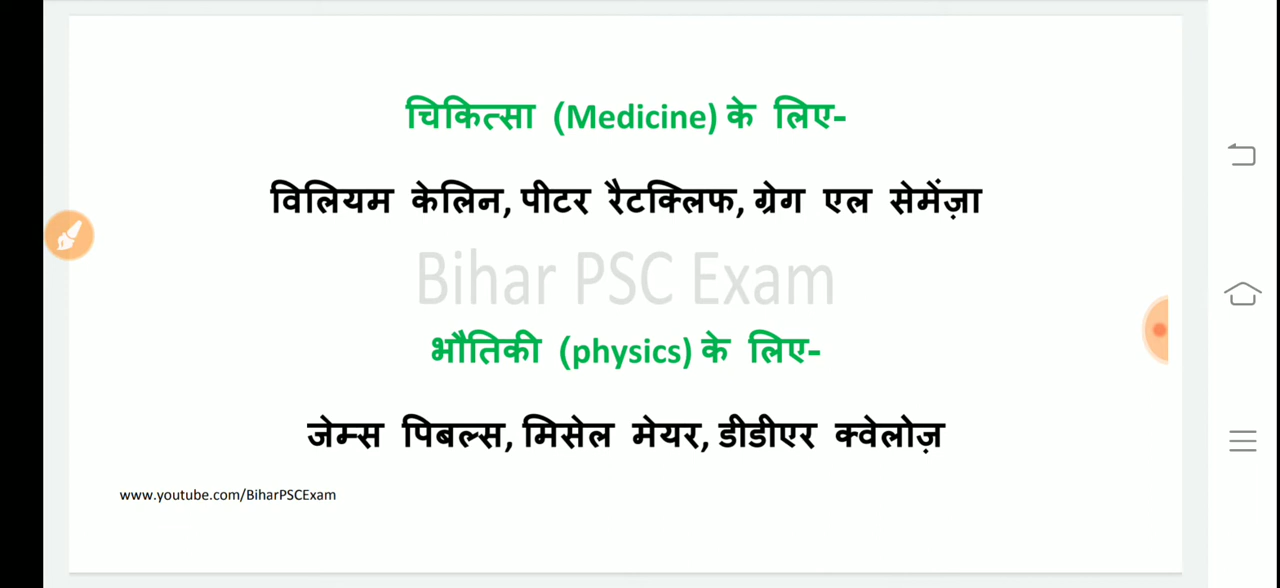 चिकित्सा (Medicine) के लिए-
विलियम केलिन, पीटर रैटक्लिफ, ग्रेग एल सेमेंज़ा
Bihar PSC Exam
भौतिकी (physics) के लिए-
जेम्स पिबल्स, मिसेल मेयर, डीडीएर क्वेलोज़
www.youtube.com/BiharPSCExam